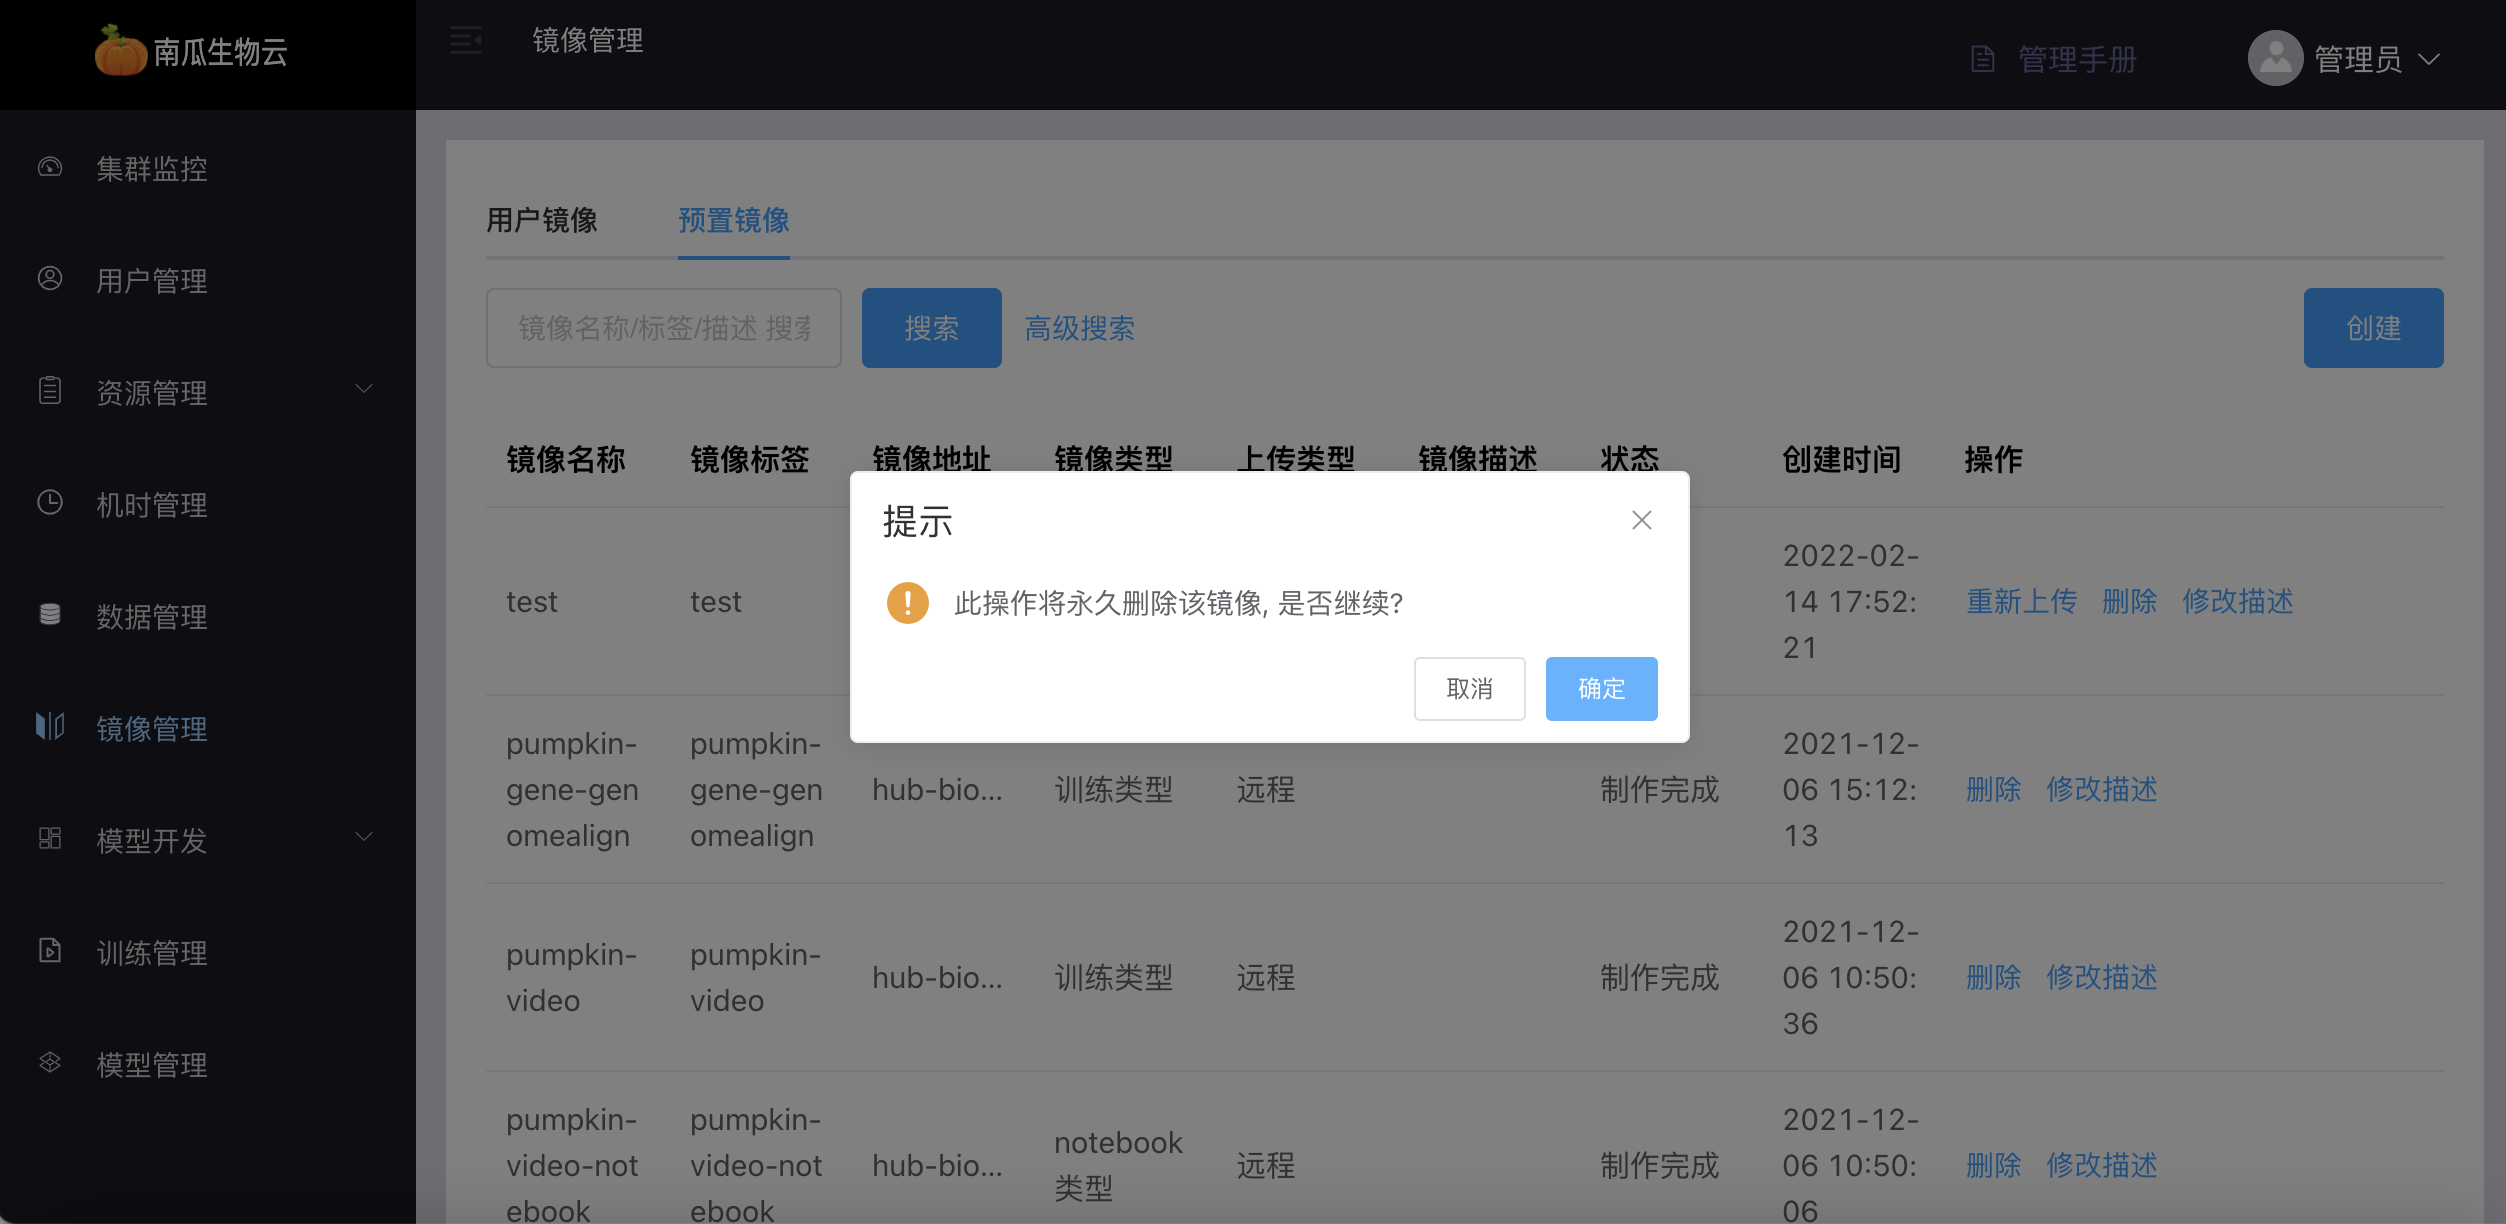 南瓜生物云
镜像管理
管理手册
管理员
集群监控
用户管理
资源管理
机时管理
数据管理
镜像管理
模型开发
训练管理
模型管理
用户镜像
预置镜像
镜像名称/标签/描述 搜索
搜索
高级搜索
创建
镜像名称
镜像标签
镜像地址
镜像类型
上传类型
镜像描述
状态
创建时间
操作
test
test
2022-02-
14 17:52:
21
重新上传 删除 修改描述
提示
此操作将永久删除该镜像, 是否继续?
取消
确定
pumpkin-
gene-gen
omealign
pumpkin-
gene-gen
omealign
hub-bio...
训练类型
远程
制作完成
2021-12-
06 15:12:
13
删除 修改描述
pumpkin-
video
pumpkin-
video
hub-bio...
训练类型
远程
制作完成
2021-12-
06 10:50:
36
删除 修改描述
pumpkin-
video-not
ebook
pumpkin-
video-not
ebook
hub-bio...
notebook
类型
远程
制作完成
2021-12-
06 10:50:
06
删除 修改描述